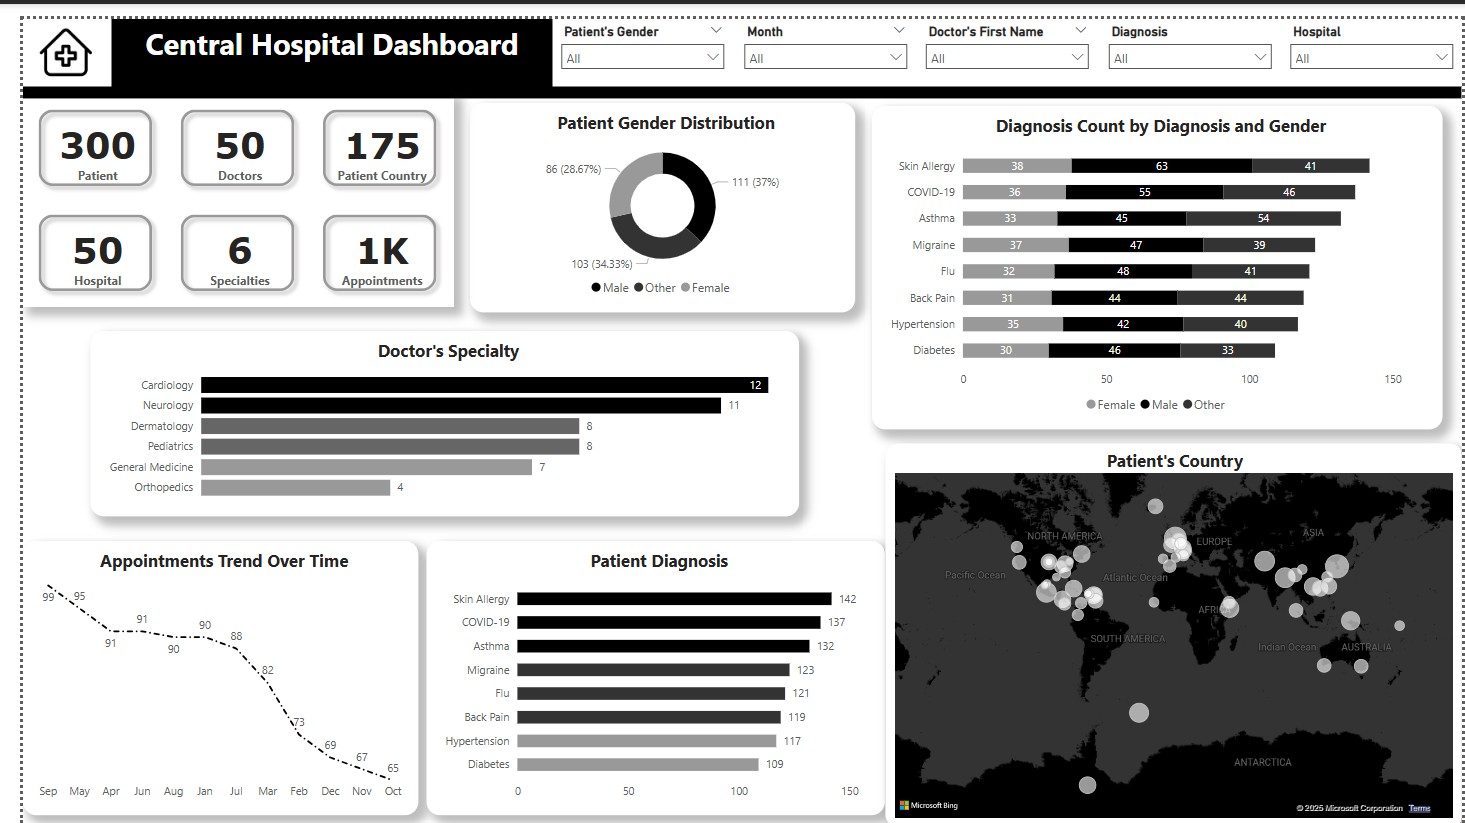 Central Hospital Dashboard
Patient's Gender
All
Month
All
Doctor's First Name
All
Diagnosis
All
Hospital
All
300
Patient
50
Doctors
175
Patient Country
50
Hospital
6
Specialties
1K
Appointments
Patient Gender Distribution
86 (28.67%)
111 (37%)
103 (34.33%)
Male Other Female
Diagnosis Count by Diagnosis and Gender
Skin Allergy 38 63 41
COVID-19 36 55 46
Asthma 33 45 54
Migraine 37 47 39
Flu 32 48 41
Back Pain 31 44 44
Hypertension 35 42 40
Diabetes 30 46 33
0 50 100 150
Female Male Other
Doctor's Specialty
Cardiology 12
Neurology 11
Dermatology 8
Pediatrics 8
General Medicine 7
Orthopedics 4
Patient's Country
NORTH AMERICA
EUROPE
ASIA
Pacific Ocean
Atlantic Ocean
AFRICA
SOUTH AMERICA
Indian Ocean
AUSTRALIA
ANTARCTICA
Microsoft Bing
© 2025 Microsoft Corporation Terms
Appointments Trend Over Time
99
95
91
91
90
90
88
82
73
69
67
65
Sep May Apr Jun Aug Jan Jul Mar Feb Dec Nov Oct
Patient Diagnosis
Skin Allergy 142
COVID-19 137
Asthma 132
Migraine 123
Flu 121
Back Pain 119
Hypertension 117
Diabetes 109
0 50 100 150